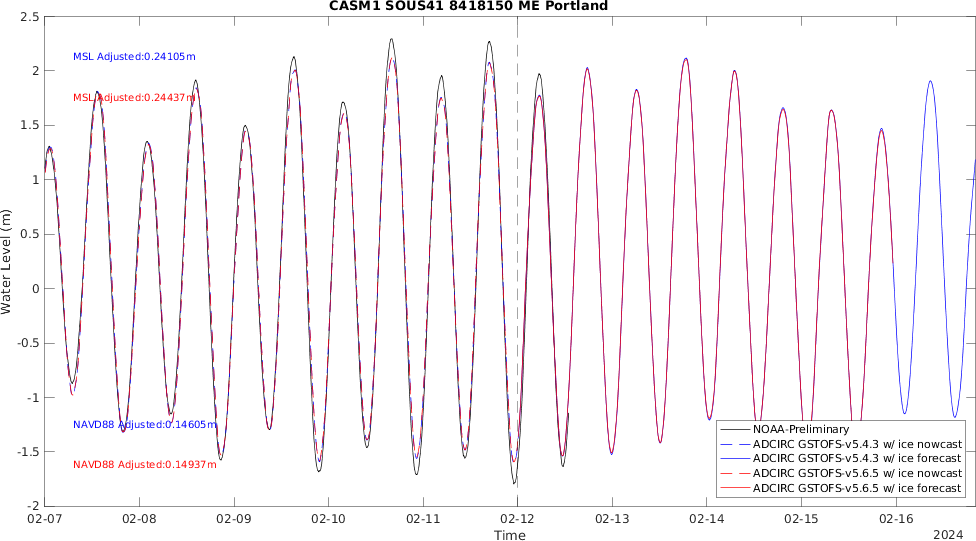 CASM1 SOUS41 8418150 ME Portland
2.5
2
1.5
1
0.5
0
-0.5
-1
-1.5
-2
Water Level (m)
MSL Adjusted:0.24105m
MSL Adjusted:0.24437m
NAVD88 Adjusted:0.14605m
NAVD88 Adjusted:0.14937m
NOAA-Preliminary
ADCIRC GSTOFS-v5.4.3 w/ ice nowcast
ADCIRC GSTOFS-v5.4.3 w/ ice forecast
ADCIRC GSTOFS-v5.6.5 w/ ice nowcast
ADCIRC GSTOFS-v5.6.5 w/ ice forecast
02-07 02-08 02-09 02-10 02-11 02-12 02-13 02-14 02-15 02-16
Time
2024